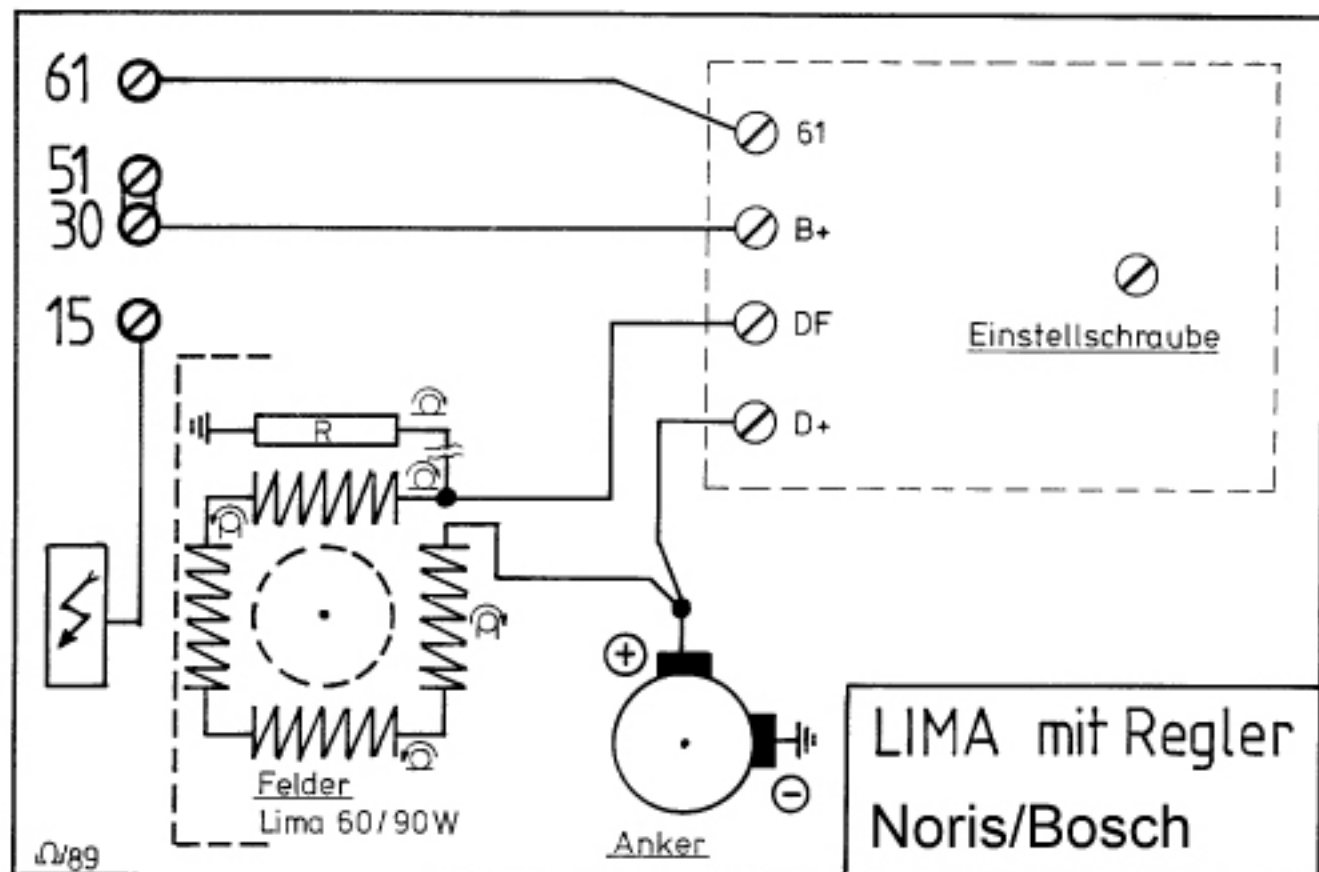 61
51
30
15
61
B+
DF
D+
Einstellschraube
R
Felder
Lima 60/90W
Anker
LIMA mit Regler
Noris/Bosch
Ω/89